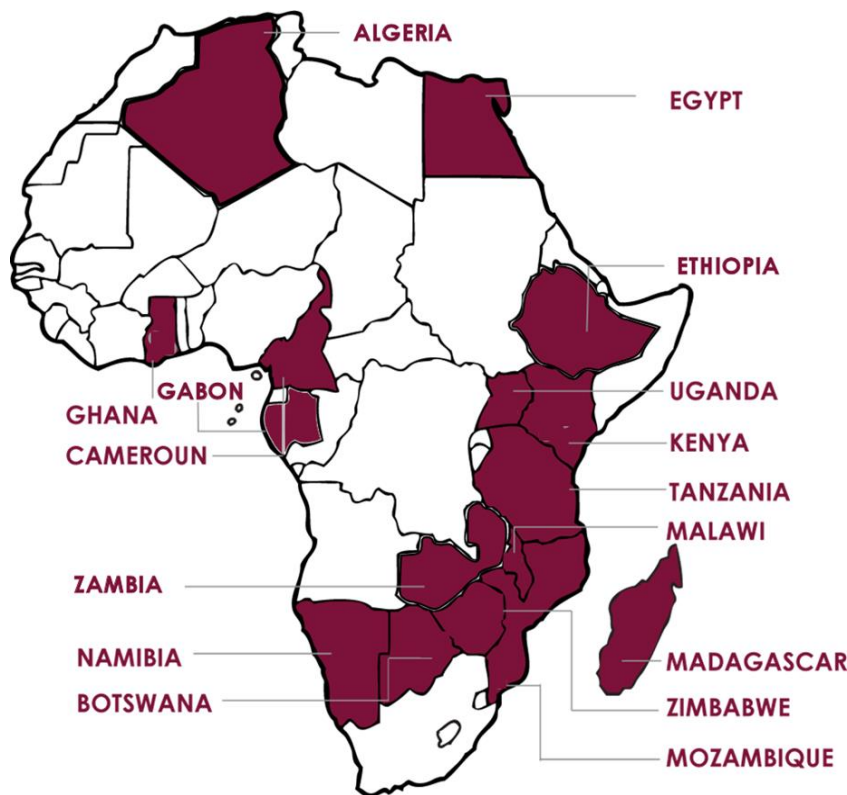 ALGERIA
EGYPT
ETHIOPIA
GABON
UGANDA
GHANA
KENYA
CAMEROUN
TANZANIA
MALAWI
ZAMBIA
NAMIBIA
MADAGASCAR
BOTSWANA
ZIMBABWE
MOZAMBIQUE